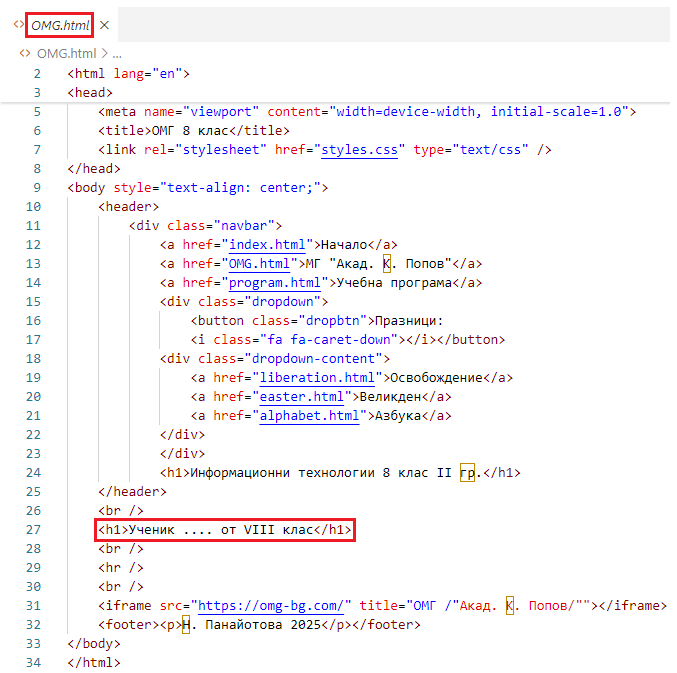 <> OMG.html ×
<> OMG.html > ...
2 <html lang="en">
3 <head>
5 <meta name="viewport" content="width=device-width, initial-scale=1.0">
6 <title>ОМГ 8 клас</title>
7 <link rel="stylesheet" href="styles.css" type="text/css" />
8 </head>
9 <body style="text-align: center;">
10 <header>
11 <div class="navbar">
12 <a href="index.html">Начало</a>
13 <a href="OMG.html">МГ "Акад. К. Попов"</a>
14 <a href="program.html">Учебна програма</a>
15 <div class="dropdown">
16 <button class="dropbtn">Празници:
17 <i class="fa fa-caret-down"></i></button>
18 <div class="dropdown-content">
19 <a href="liberation.html">Освобождение</a>
20 <a href="easter.html">Великден</a>
21 <a href="alphabet.html">Азбука</a>
22 </div>
23 </div>
24 <h1>Информационни технологии 8 клас II гр.</h1>
25 </header>
26 <br />
27 <h1>Ученик .... от VIII клас</h1>
28 <br />
29 <hr />
30 <br />
31 <iframe src="https://omg-bg.com/" title="ОМГ /"Акад. К. Попов/""></iframe>
32 <footer><p>Н. Панайотова 2025</p></footer>
33 </body>
34 </html>